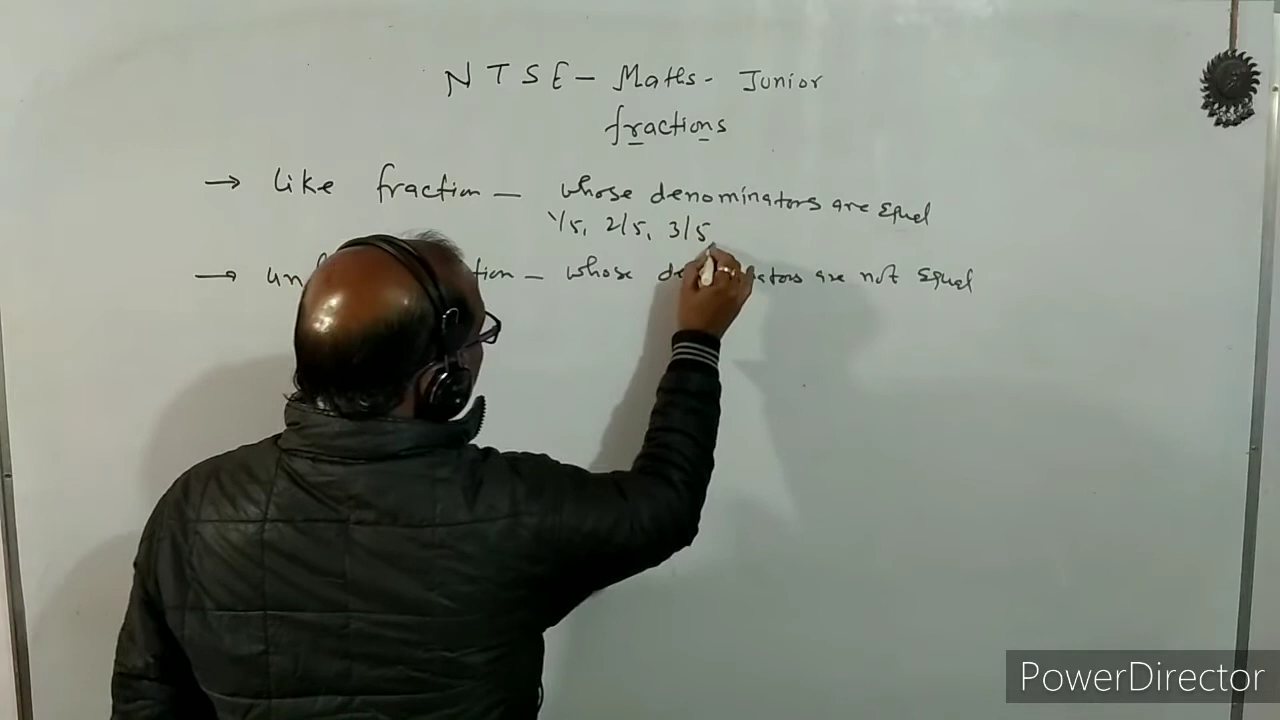 NTSE - Maths - Junior
fractions
→ Like fraction - whose denominators are Equal
1/5, 2/5, 3/5
→ - whose are not Equal
PowerDirector